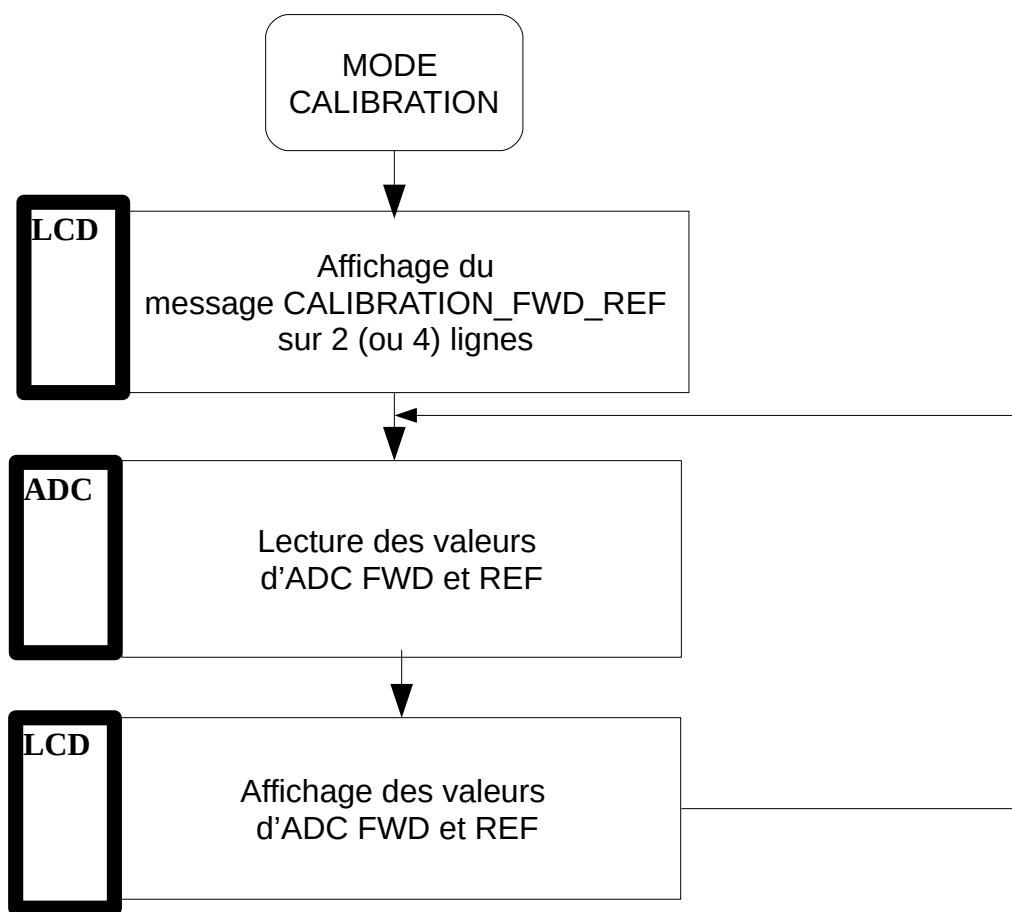 MODE
CALIBRATION
LCD
Affichage du
message CALIBRATION_FWD_REF
sur 2 (ou 4) lignes
ADC
Lecture des valeurs
d’ADC FWD et REF
LCD
Affichage des valeurs
d’ADC FWD et REF